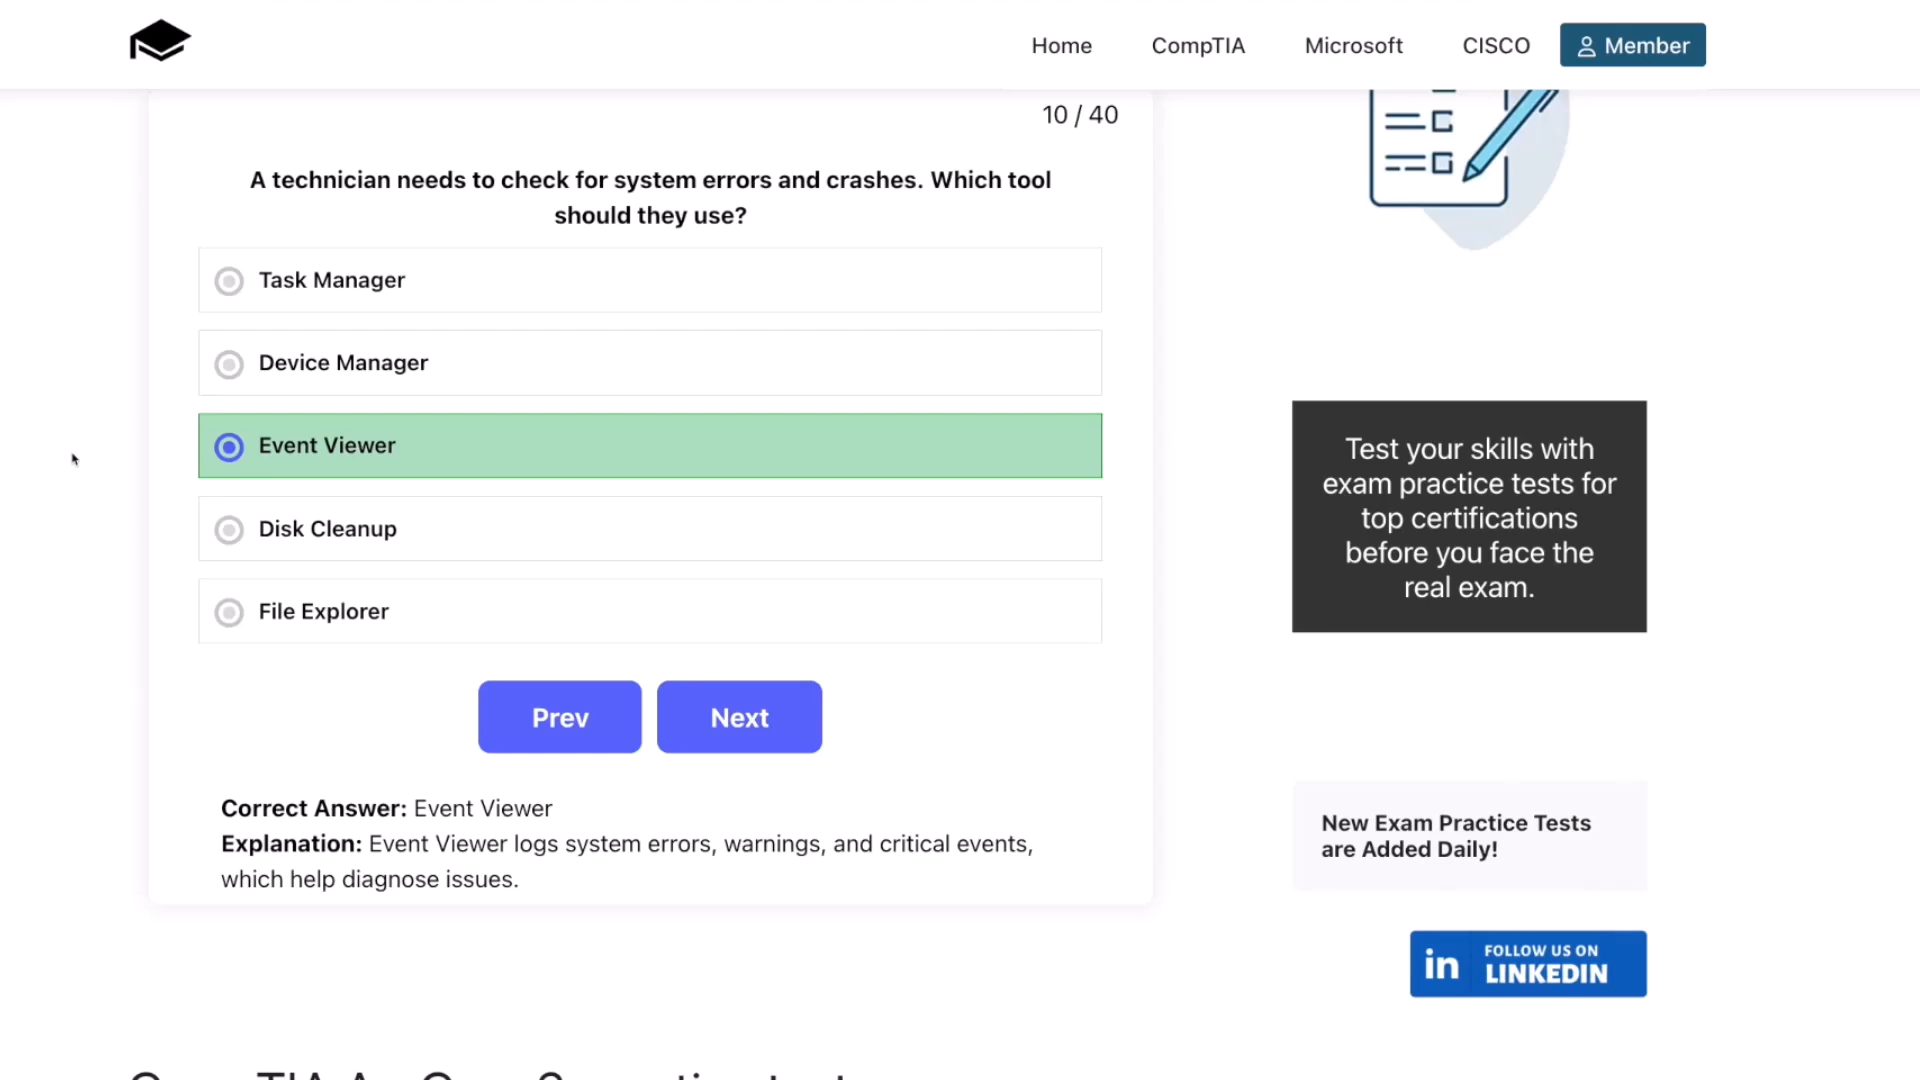 Home
CompTIA
Microsoft
CISCO
Member
10 / 40
A technician needs to check for system errors and crashes. Which tool
should they use?
Task Manager
Device Manager
Event Viewer
Disk Cleanup
File Explorer
Prev
Next
Correct Answer: Event Viewer
Explanation: Event Viewer logs system errors, warnings, and critical events,
which help diagnose issues.
Test your skills with
exam practice tests for
top certifications
before you face the
real exam.
New Exam Practice Tests
are Added Daily!
in
FOLLOW US ON
LINKEDIN